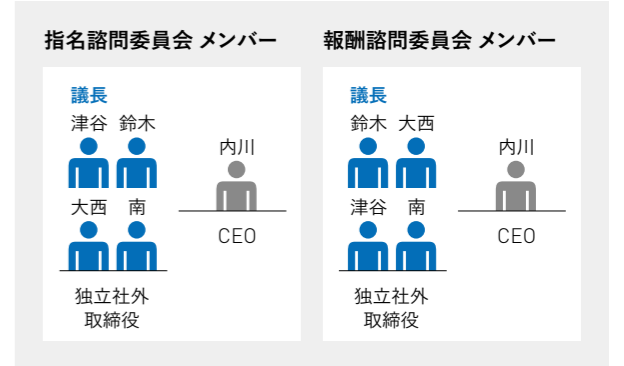 指名諮問委員会 メンバー
議長
津谷 鈴木
大西 南
独立社外
取締役
内川
CEO
報酬諮問委員会 メンバー
議長
鈴木 大西
津谷 南
独立社外
取締役
内川
CEO